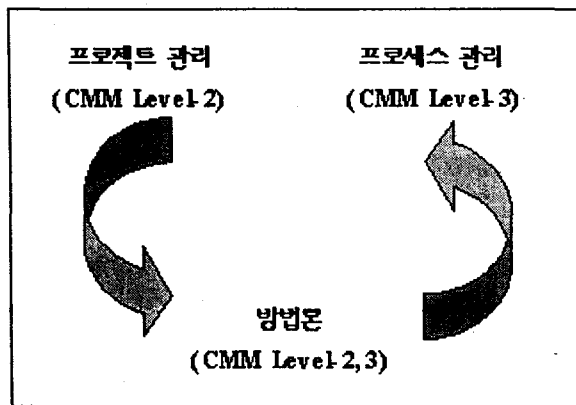 프로젝트 관리
(CMM Level-2)
프로세스 관리
(CMM Level-3)
방법론
(CMM Level-2,3)